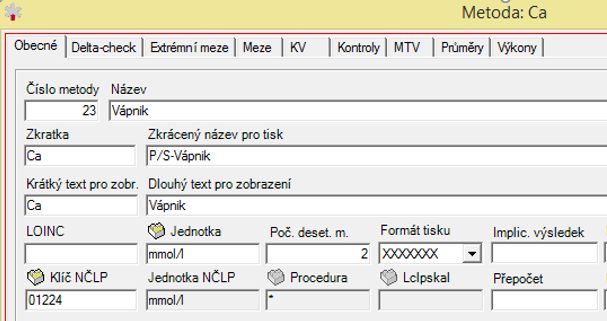 Metoda: Ca
Obecné Delta-check Extrémní meze Meze KV Kontroly MTV Průměry Výkony
Číslo metody Název
23 Vápnik
Zkratka Zkrácený název pro tisk
Ca P/S-Vápnik
Krátký text pro zobr. Dlouhý text pro zobrazení
Ca Vápnik
LOINC Jednotka Poč. deset. m. Formát tisku Implic. výsledek
mmol/l 2 XXXXXXX
Klíč NČLP Jednotka NČLP Procedura Lclpskal Přepočet
01224 mmol/l *